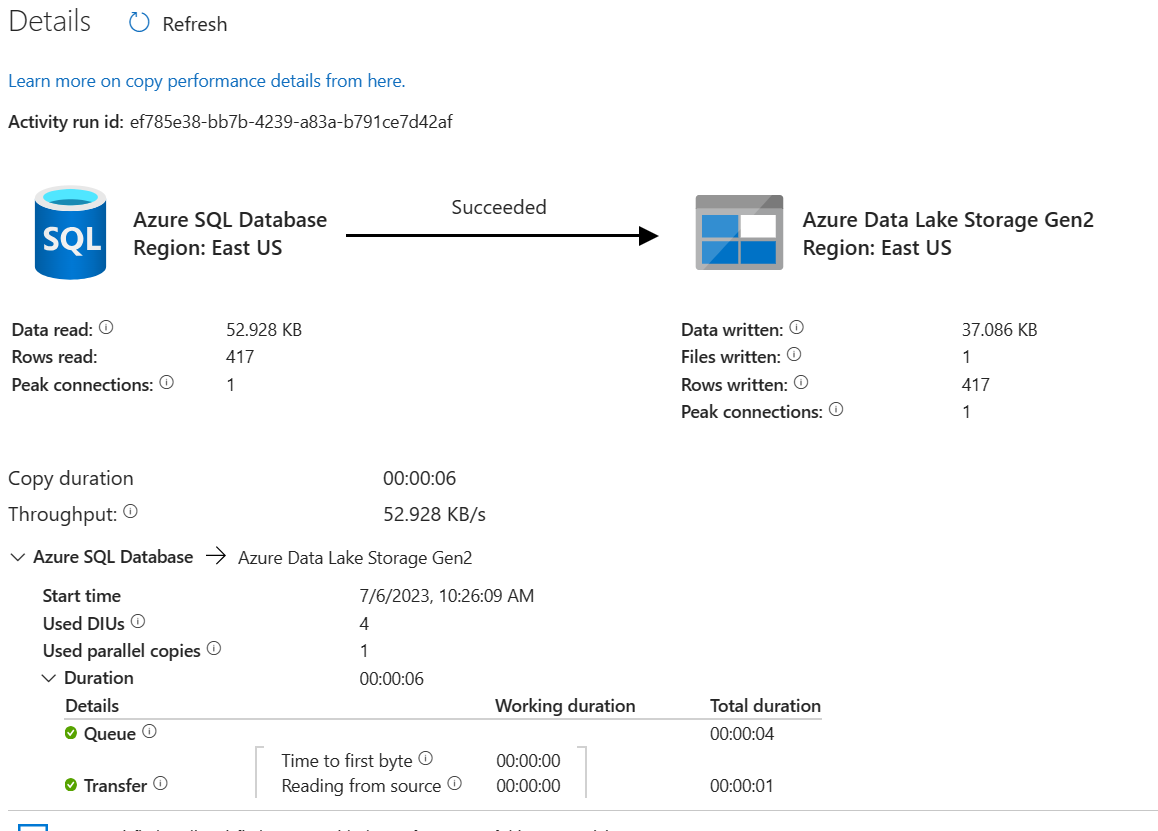 Details Refresh
Learn more on copy performance details from here.
Activity run id: ef785e38-bb7b-4239-a83a-b791ce7d42af
Succeeded
SQL
Azure SQL Database
Region: East US
Azure Data Lake Storage Gen2
Region: East US
Data read: 52.928 KB
Rows read: 417
Peak connections: 1
Data written: 37.086 KB
Files written: 1
Rows written: 417
Peak connections: 1
Copy duration 00:00:06
Throughput: 52.928 KB/s
Azure SQL Database → Azure Data Lake Storage Gen2
Start time 7/6/2023, 10:26:09 AM
Used DIUs 4
Used parallel copies 1
Duration 00:00:06
Details Working duration Total duration
Queue 00:00:04
Time to first byte 00:00:00
Reading from source 00:00:00
Transfer 00:00:01